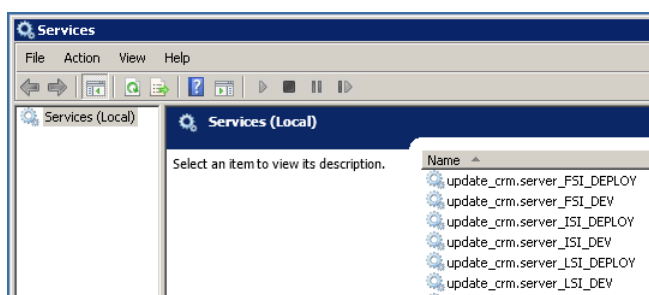 Services
File Action View Help
Services (Local)
Services (Local)
Select an item to view its description.
Name
update_crm.server_FSI_DEPLOY
update_crm.server_FSI_DEV
update_crm.server_ISI_DEPLOY
update_crm.server_ISI_DEV
update_crm.server_LSI_DEPLOY
update_crm.server_LSI_DEV